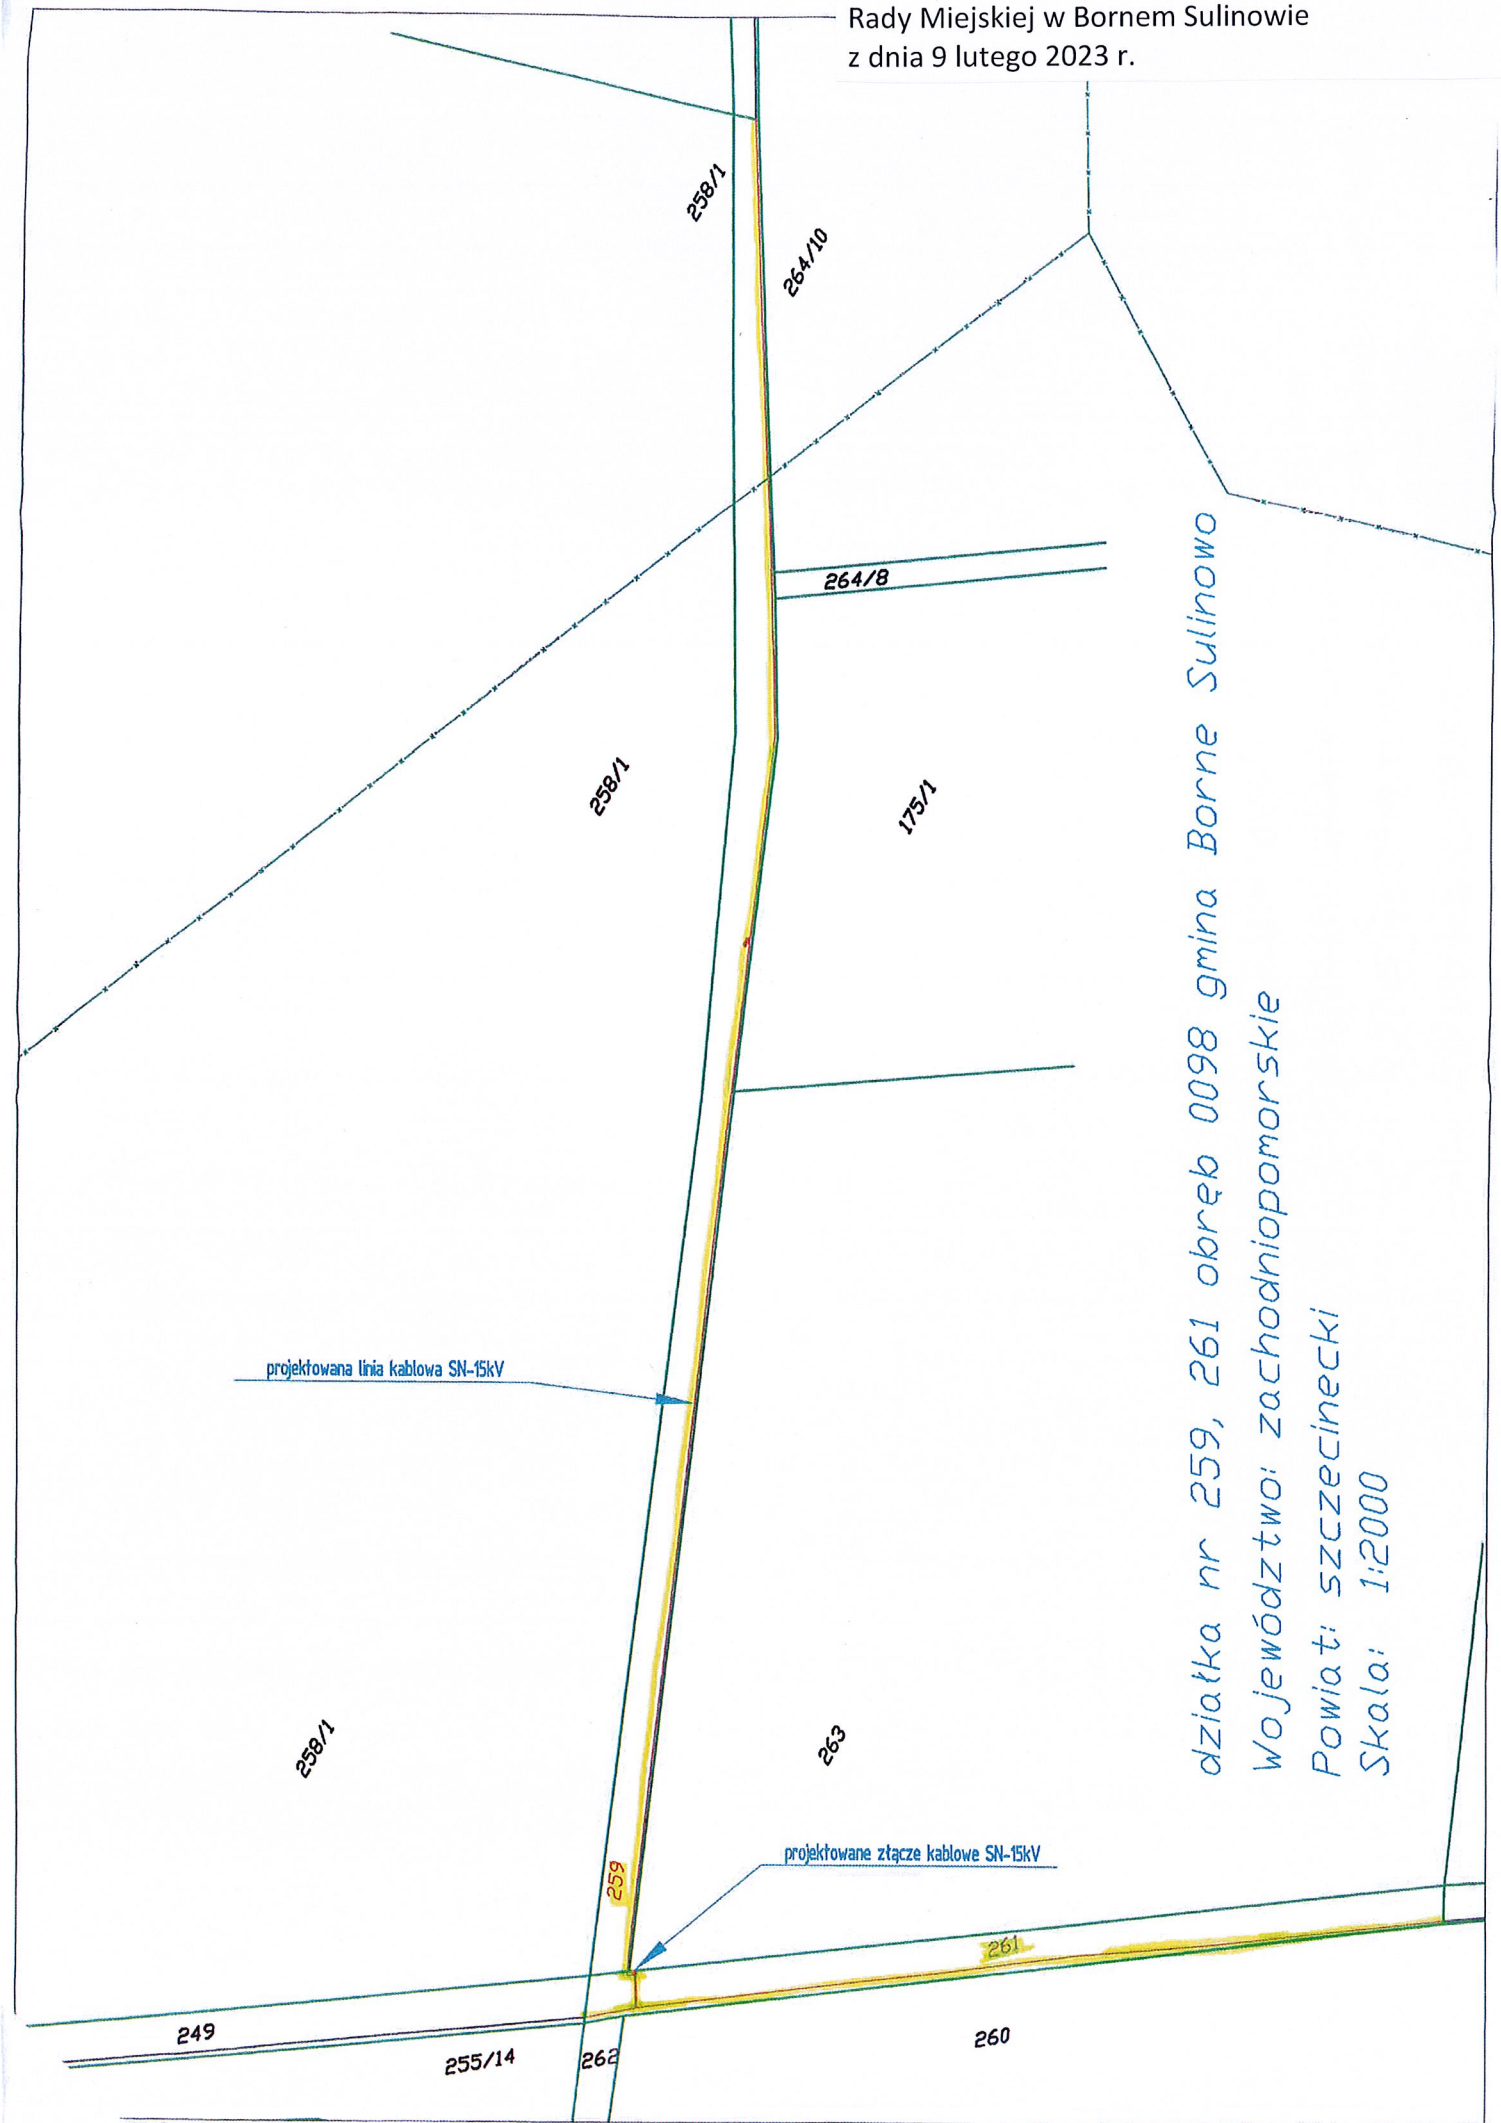 Rady Miejskiej w Bornem Sulinowie
z dnia 9 lutego 2023 r.
258/1
264/10
264/8
258/1
175/1
działka nr 259, 261 obręb 0098 gmina Borne Sulinowo
Województwo: zachodniopomorskie
Powiat: szczecinecki
Skala: 1:2000
projektowana linia kablowa SN-15kV
258/1
263
projektowane złącze kablowe SN-15kV
259
261
249
255/14
262
260